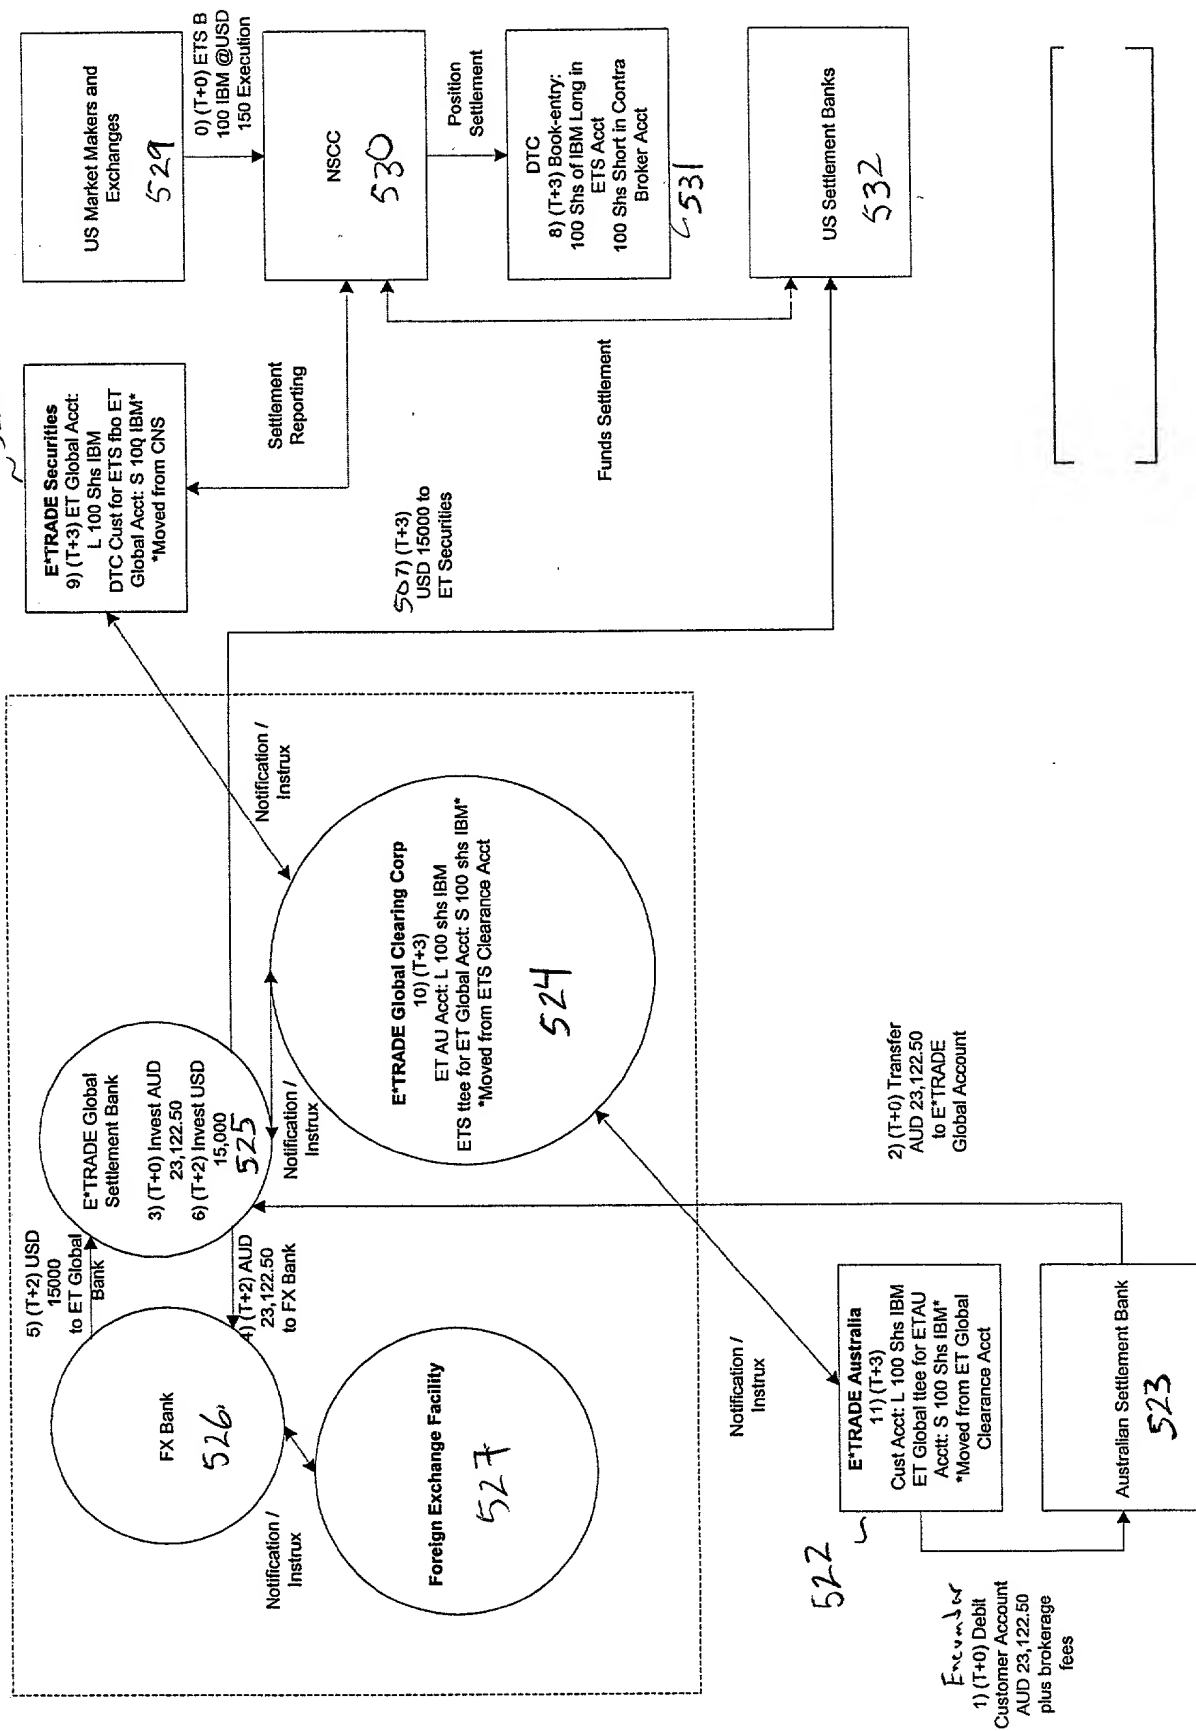 5) (T+2) USD
15000
to ET Global
Bank
FX Bank
526
E*TRADE Global
Settlement Bank
3) (T+0) Invest AUD
23,122.50
6) (T+2) Invest USD
15,000
525
(T+2) AUD
23,122.50
to FX Bank
Notification /
Instrux
Foreign Exchange Facility
527
Notification /
Instrux
Notification /
Instrux
E*TRADE Global Clearing Corp
10) (T+3)
ET AU Acct: L 100 shs IBM
ETS ttee for ET Global Acct: S 100 shs IBM*
*Moved from ETS Clearance Acct
524
E*TRADE Securities
9) (T+3) ET Global Acct:
L 100 Shs IBM
DTC Cust for ETS fbo ET
Global Acct: S 100 IBM*
*Moved from CNS
US Market Makers and
Exchanges
529
0) (T+0) ETS B
100 IBM @USD
150 Execution
Settlement
Reporting
NSCC
530
Position
Settlement
507) (T+3)
USD 15000 to
ET Securities
DTC
8) (T+3) Book-entry:
100 Shs of IBM Long in
ETS Acct
100 Shs Short in Contra
Broker Acct
531
Funds Settlement
US Settlement Banks
532
Notification /
Instrux
522
E*TRADE Australia
11) (T+3)
Cust Acct: L 100 Shs IBM
ET Global ttee for ETAU
Acctt: S 100 Shs IBM*
*Moved from ET Global
Clearance Acct
2) (T+0) Transfer
AUD 23,122.50
to E*TRADE
Global Account
Encumber
1) (T+0) Debit
Customer Account
AUD 23,122.50
plus brokerage
fees
Australian Settlement Bank
523